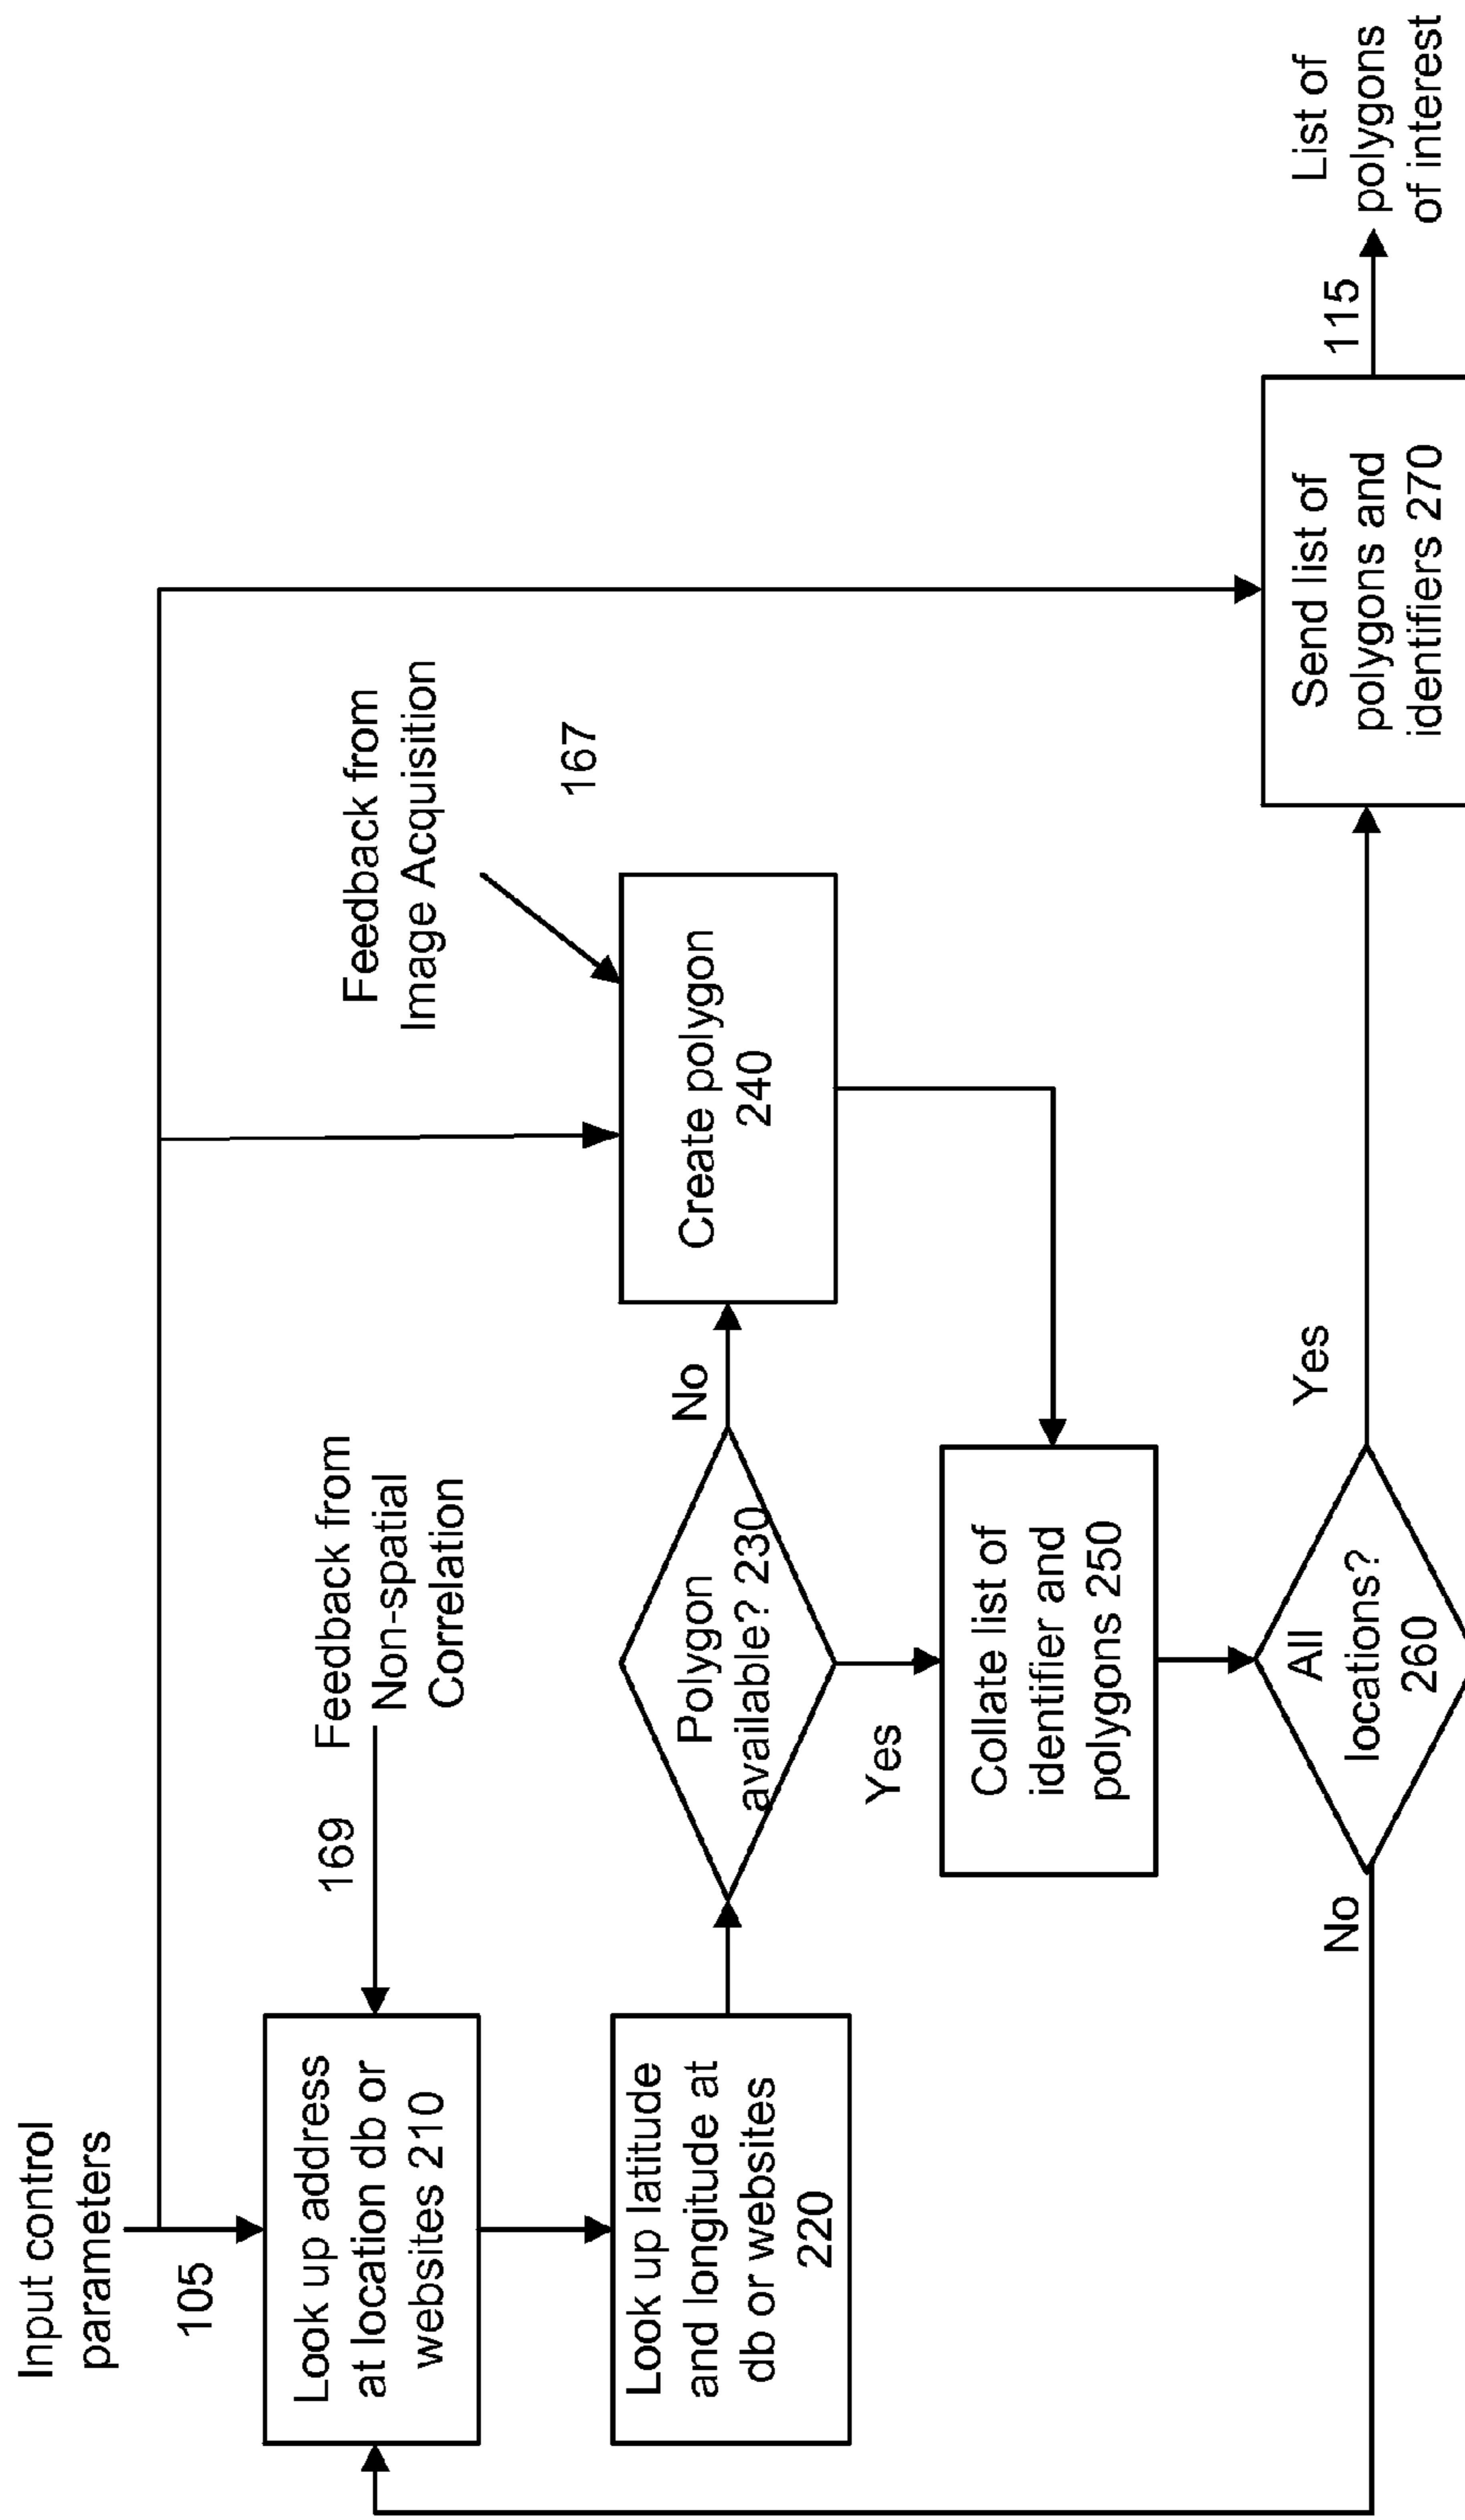 Input control
parameters
105
Look up address
at location db or
websites 210
169
Feedback from
Non-spatial
Correlation
Feedback from
Image Acquisition
167
Look up latitude
and longitude at
db or websites
220
Polygon
available? 230
No
Create polygon
240
Yes
Collate list of
identifier and
polygons 250
No
All
locations?
260
Yes
Send list of
polygons and
identifiers 270
115
List of
polygons
of interest